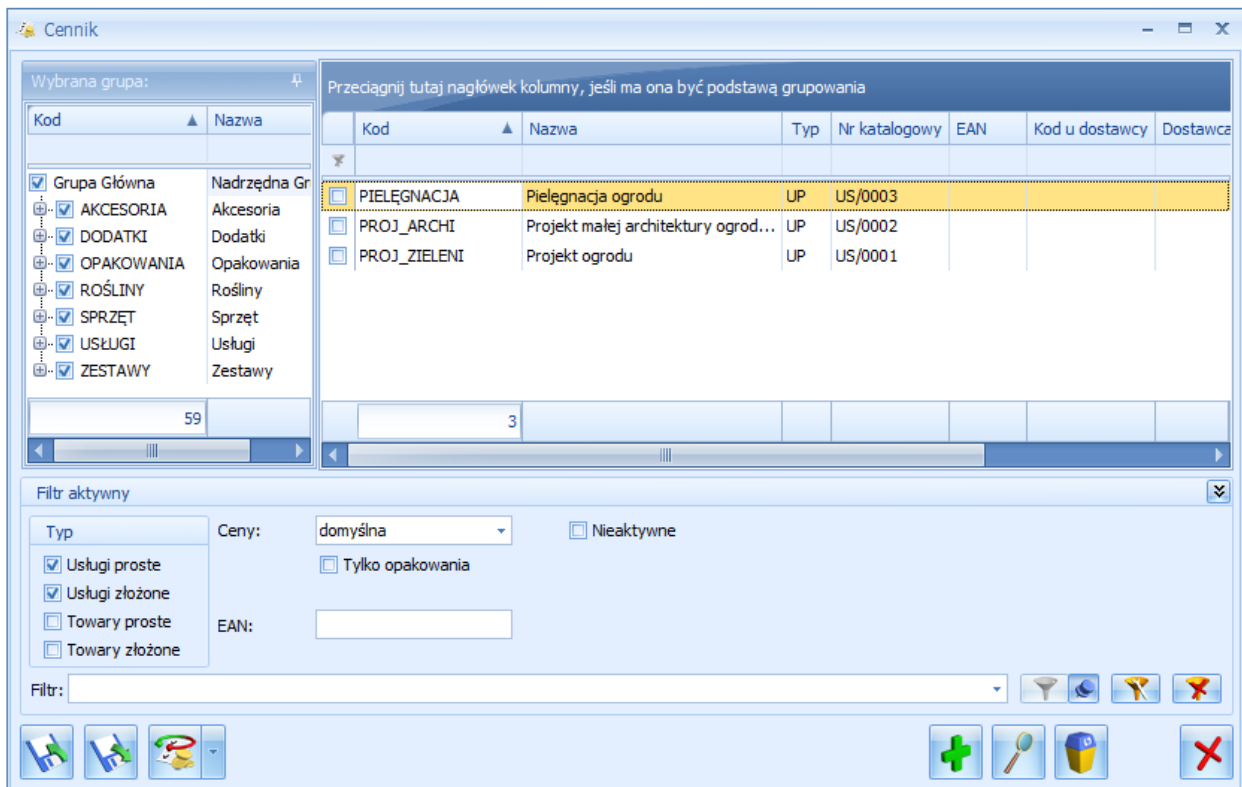 Cennik
Wybrana grupa:
Kod Nazwa
Grupa Główna Nadrzędna Gr
AKCESORIA Akcesoria
DODATKI Dodatki
OPAKOWANIA Opakowania
ROŚLINY Rośliny
SPRZĘT Sprzęt
USŁUGI Usługi
ZESTAWY Zestawy
59
Przeciągnij tutaj nagłówek kolumny, jeśli ma ona być podstawą grupowania
Kod Nazwa Typ Nr katalogowy EAN Kod u dostawcy Dostawca
PIELĘGNACJA Pielęgnacja ogrodu UP US/0003
PROJ_ARCHI Projekt małej architektury ogrod... UP US/0002
PROJ_ZIELENI Projekt ogrodu UP US/0001
3
Filtr aktywny
Typ
Usługi proste
Usługi złożone
Towary proste
Towary złożone
Ceny: domyślna Nieaktywne
Tylko opakowania
EAN:
Filtr: